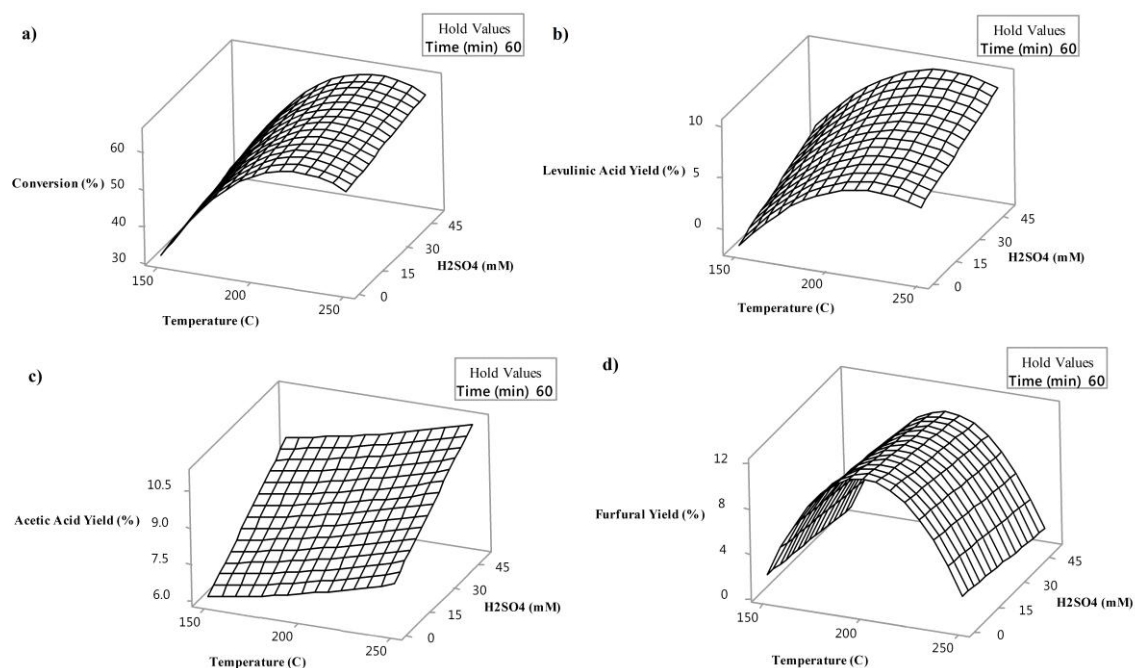 a)
Hold Values
Time (min) 60
60
50
40
30
Conversion (%)
150
200
250
Temperature (C)
0
15
30
45
H2SO4 (mM)
b)
Hold Values
Time (min) 60
10
5
0
Levulinic Acid Yield (%)
150
200
250
Temperature (C)
0
15
30
45
H2SO4 (mM)
c)
Hold Values
Time (min) 60
10.5
9.0
7.5
6.0
Acetic Acid Yield (%)
150
200
250
Temperature (C)
0
15
30
45
H2SO4 (mM)
d)
Hold Values
Time (min) 60
12
8
4
0
Furfural Yield (%)
150
200
250
Temperature (C)
0
15
30
45
H2SO4 (mM)